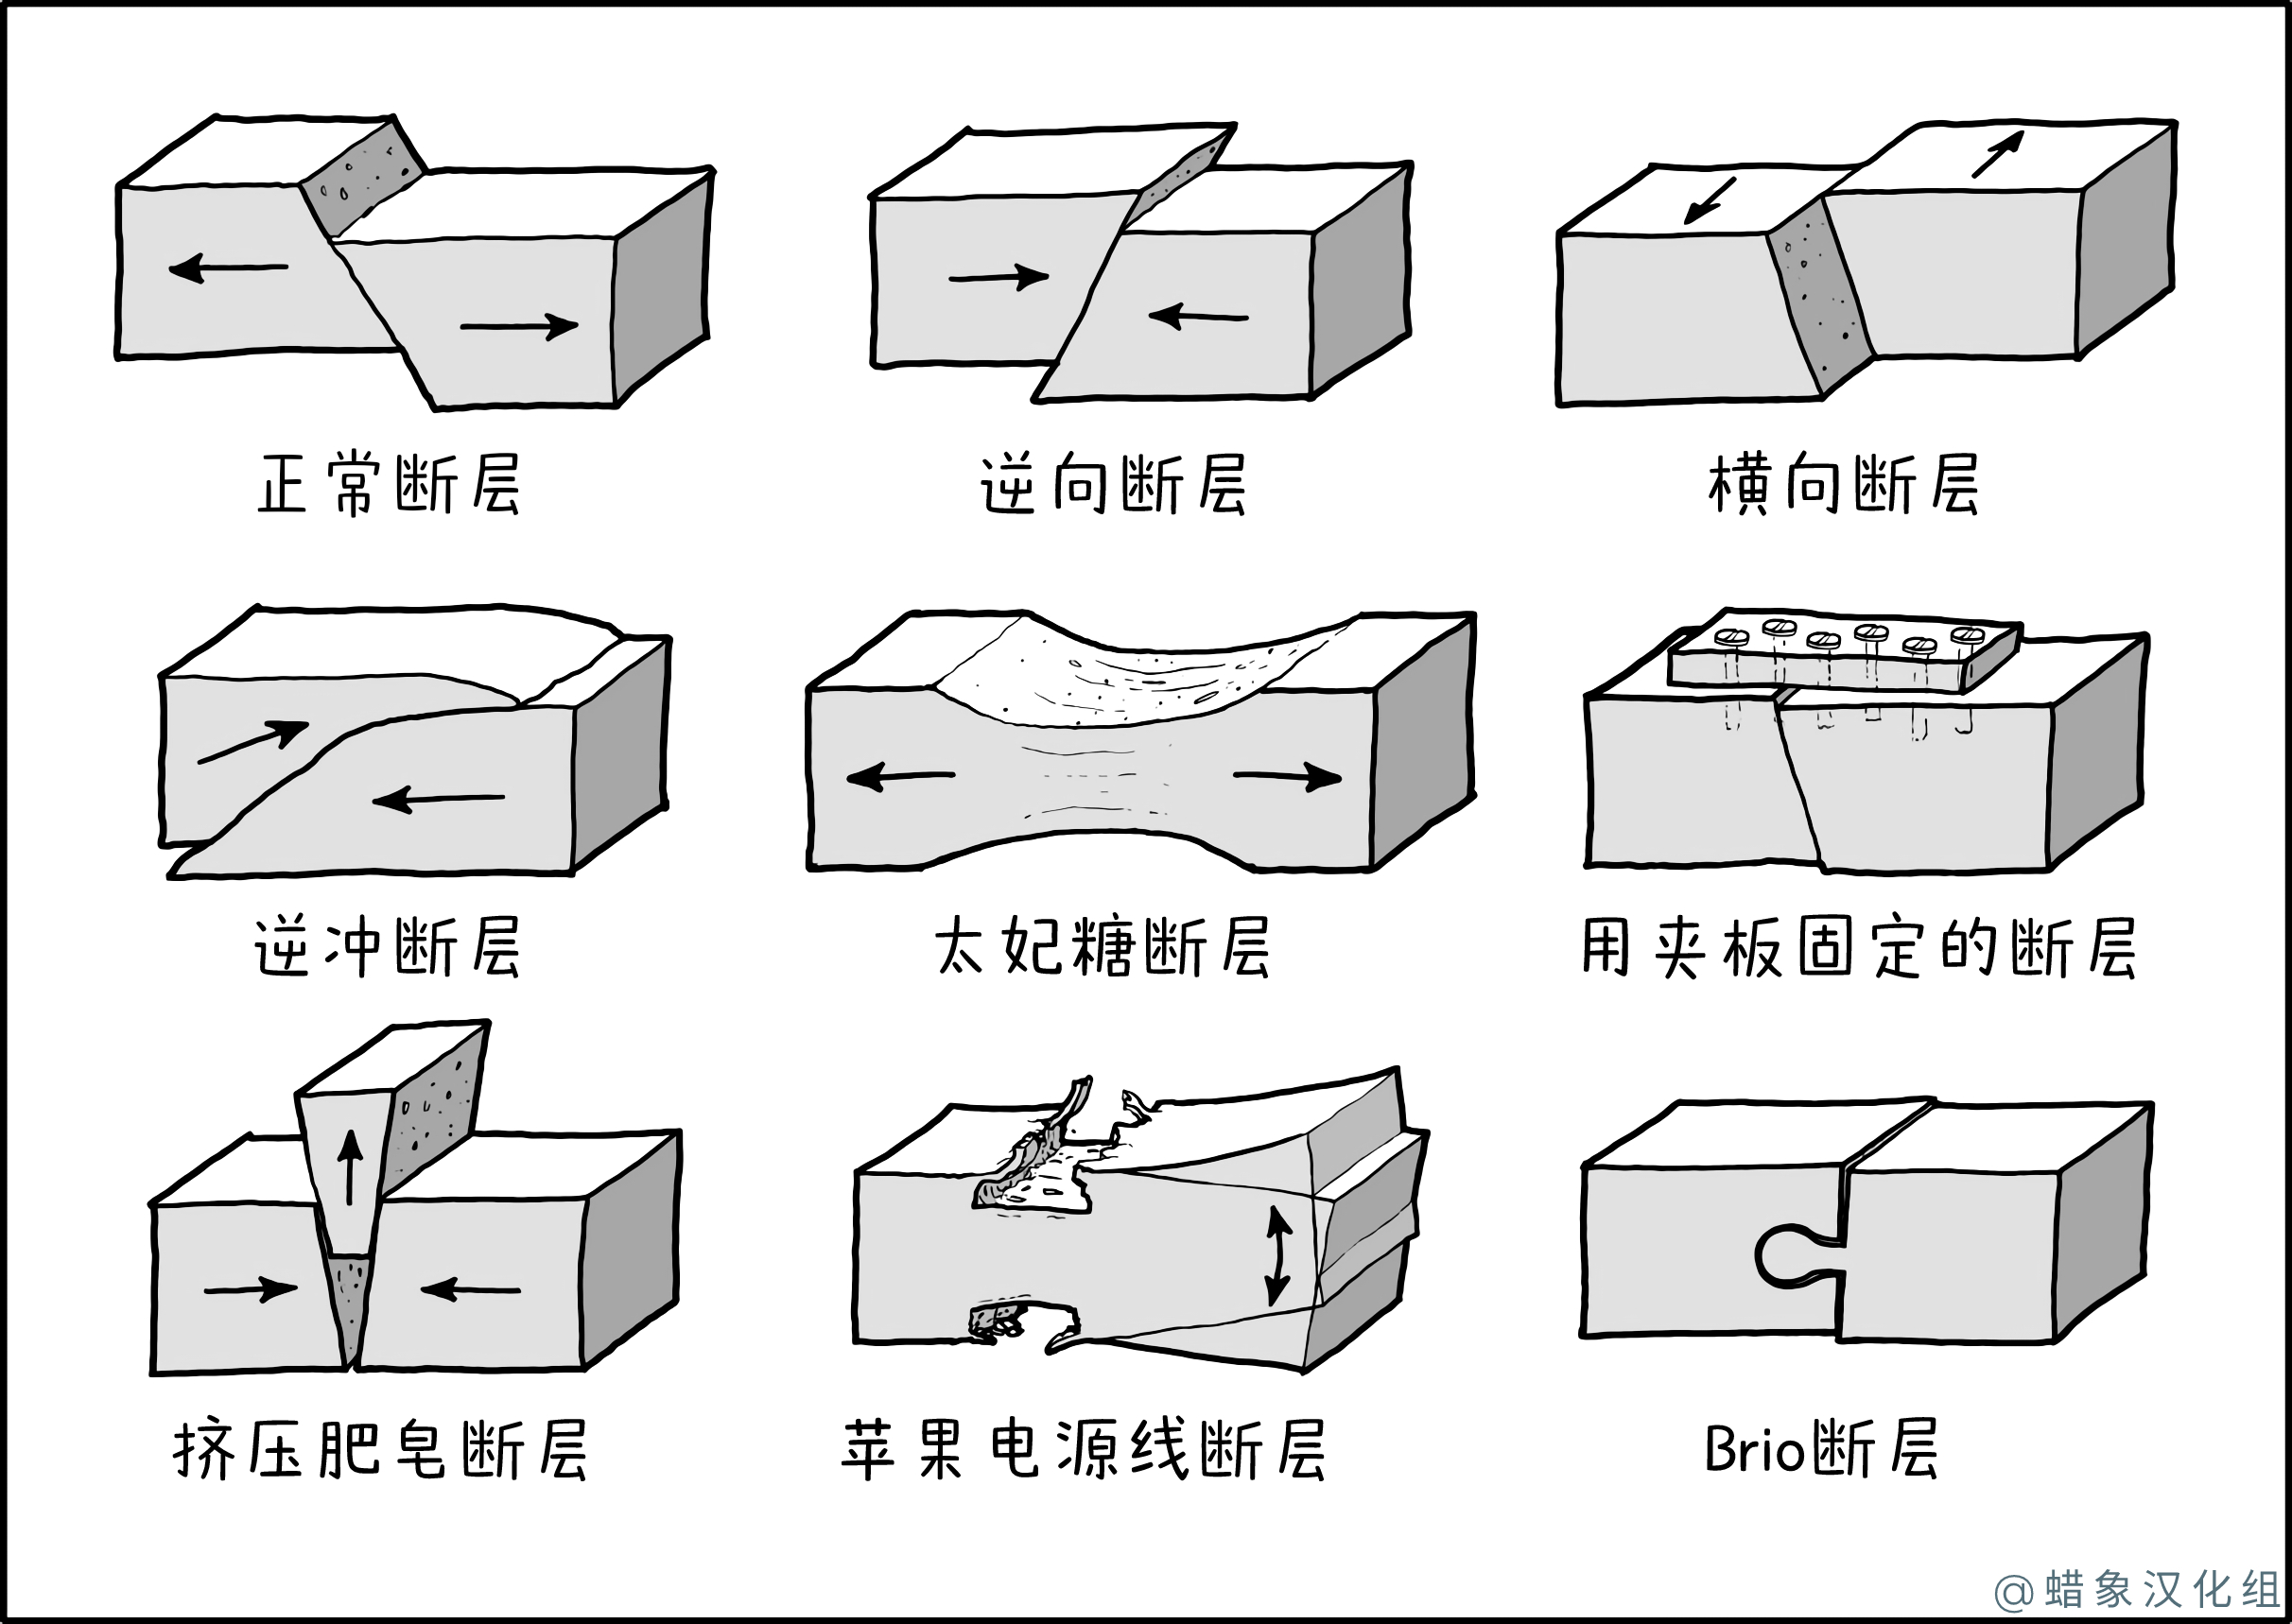 正常断层
逆向断层
横向断层
逆冲断层
太妃糖断层
用夹板固定的断层
挤压肥皂断层
苹果电源线断层
Brio断层
@蜡象汉化组